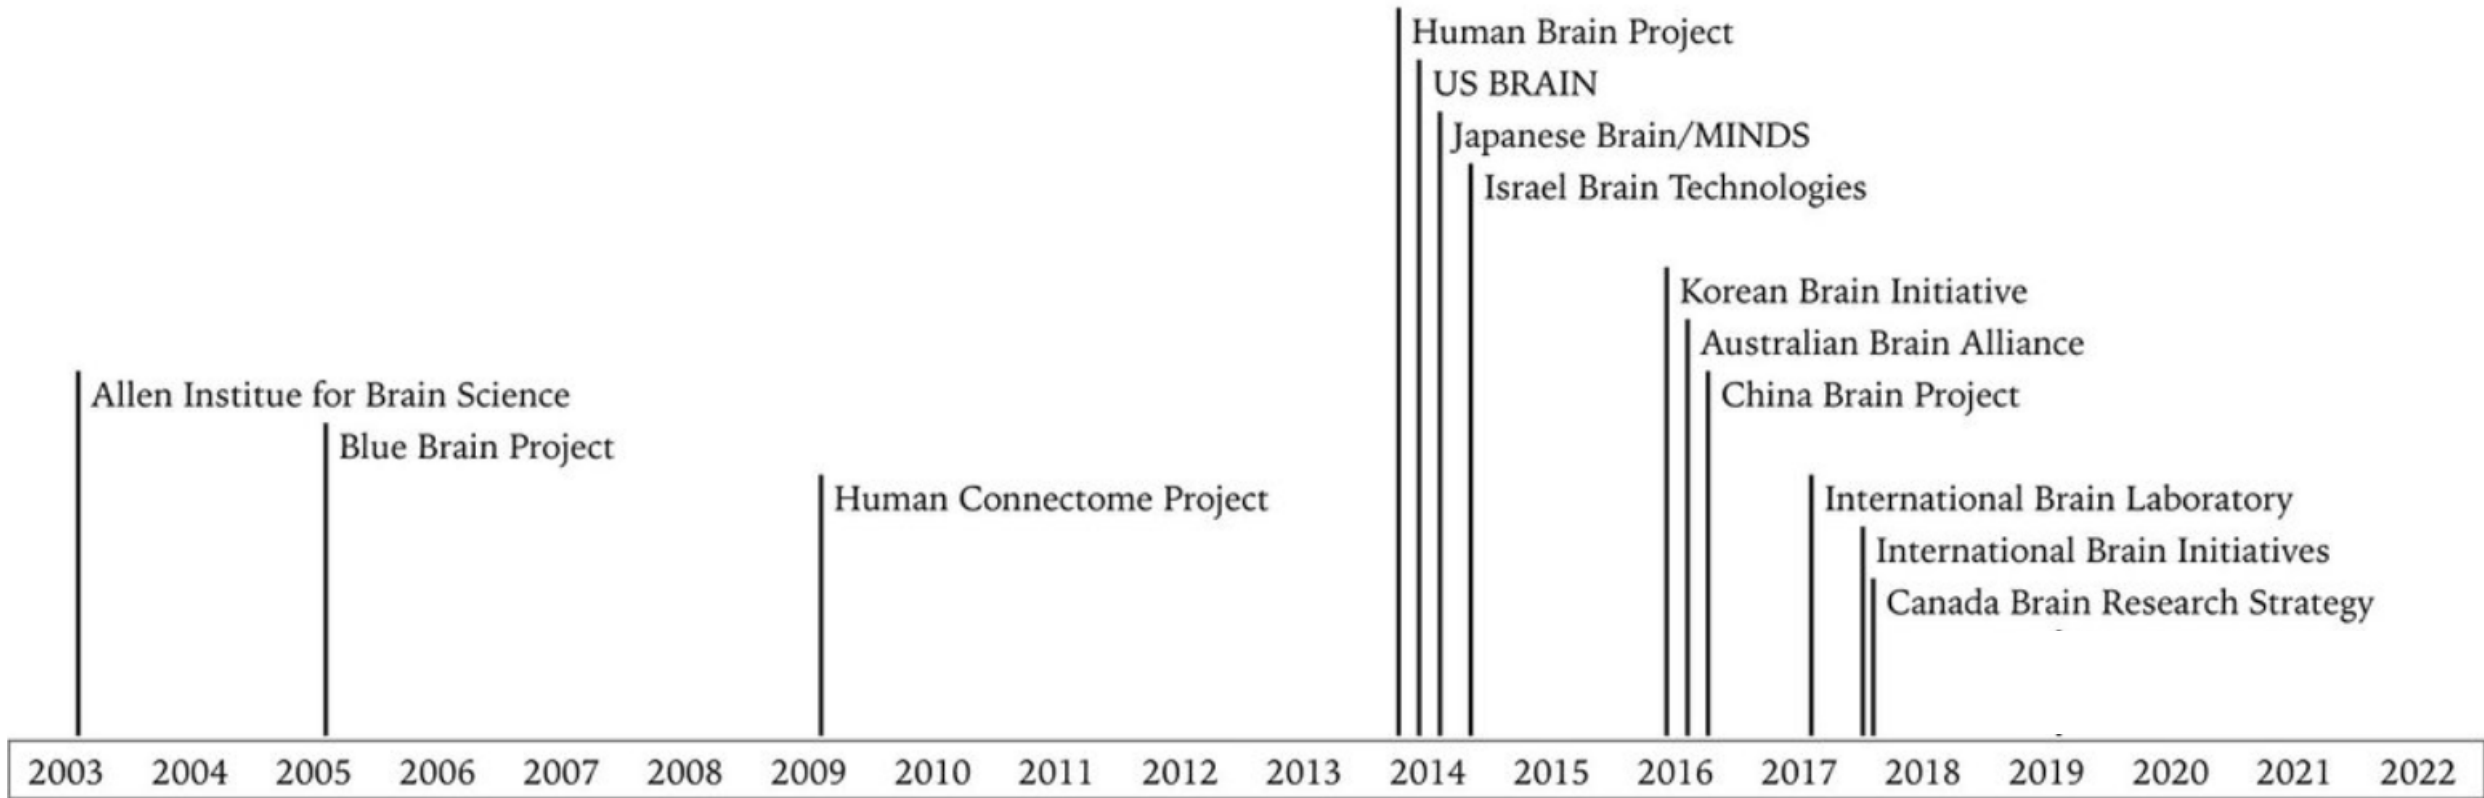 Human Brain Project
US BRAIN
Japanese Brain/MINDS
Israel Brain Technologies
Korean Brain Initiative
Australian Brain Alliance
Allen Institue for Brain Science
China Brain Project
Blue Brain Project
Human Connectome Project
International Brain Laboratory
International Brain Initiatives
Canada Brain Research Strategy
2003 2004 2005 2006 2007 2008 2009 2010 2011 2012 2013 2014 2015 2016 2017 2018 2019 2020 2021 2022